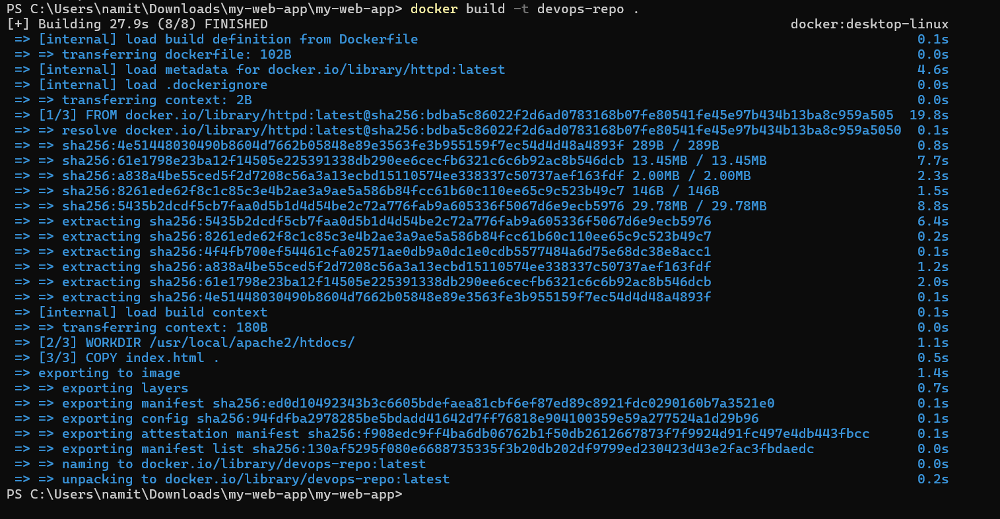 PS C:\Users\namit\Downloads\my-web-app\my-web-app> docker build -t devops-repo .
[+] Building 27.9s (8/8) FINISHED docker:desktop-linux
=> [internal] load build definition from Dockerfile 0.1s
=> => transferring dockerfile: 102B 0.0s
=> [internal] load metadata for docker.io/library/httpd:latest 4.6s
=> [internal] load .dockerignore 0.0s
=> => transferring context: 2B 0.0s
=> [1/3] FROM docker.io/library/httpd:latest@sha256:bdba5c86022f2d6ad0783168b07fe80541fe45e97b434b13ba8c959a505 19.8s
=> => resolve docker.io/library/httpd:latest@sha256:bdba5c86022f2d6ad0783168b07fe80541fe45e97b434b13ba8c959a5050 0.1s
=> => sha256:4e51448030490b8604d7662b05848e89e3563fe3b955159f7ec54d4d48a4893f 289B / 289B 0.8s
=> => sha256:61e1798e23ba12f14505e225391338db290ee6cecfb6321c6c6b92ac8b546dcb 13.45MB / 13.45MB 7.7s
=> => sha256:a838a4be55ced5f2d7208c56a3a13ecbd15110574ee338337c50737aef163fdf 2.00MB / 2.00MB 2.3s
=> => sha256:8261ede62f8c1c85c3e4b2ae3a9ae5a586b84fcc61b60c110ee65c9c523b49c7 146B / 146B 1.5s
=> => sha256:5435b2dcdf5cb7faa0d5b1d4d54be2c72a776fab9a605336f5067d6e9ecb5976 29.78MB / 29.78MB 8.8s
=> => extracting sha256:5435b2dcdf5cb7faa0d5b1d4d54be2c72a776fab9a605336f5067d6e9ecb5976 6.4s
=> => extracting sha256:8261ede62f8c1c85c3e4b2ae3a9ae5a586b84fcc61b60c110ee65c9c523b49c7 0.2s
=> => extracting sha256:4f4fb700ef54461cfa02571ae0db9a0dc1e0cdb5577484a6d75e68dc38e8acc1 0.1s
=> => extracting sha256:a838a4be55ced5f2d7208c56a3a13ecbd15110574ee338337c50737aef163fdf 1.2s
=> => extracting sha256:61e1798e23ba12f14505e225391338db290ee6cecfb6321c6c6b92ac8b546dcb 2.0s
=> => extracting sha256:4e51448030490b8604d7662b05848e89e3563fe3b955159f7ec54d4d48a4893f 0.1s
=> [internal] load build context 0.1s
=> => transferring context: 180B 0.0s
=> [2/3] WORKDIR /usr/local/apache2/htdocs/ 1.1s
=> [3/3] COPY index.html . 0.5s
=> exporting to image 1.4s
=> => exporting layers 0.7s
=> => exporting manifest sha256:ed0d10492343b3c6605bdefaea81cbf6ef87ed89c8921fdc0290160b7a3521e0 0.1s
=> => exporting config sha256:94fdfba2978285be5bdadd41642d7ff76818e904100359e59a277524a1d29b96 0.1s
=> => exporting attestation manifest sha256:f908edc9ff4ba6db06762b1f50db2612667873f7f9924d91fc497e4db443fbcc 0.1s
=> => exporting manifest list sha256:130af5295f080e6688735335f3b20db202df9799ed230423d43e2fac3fbdaedc 0.0s
=> => naming to docker.io/library/devops-repo:latest 0.0s
=> => unpacking to docker.io/library/devops-repo:latest 0.2s
PS C:\Users\namit\Downloads\my-web-app\my-web-app>